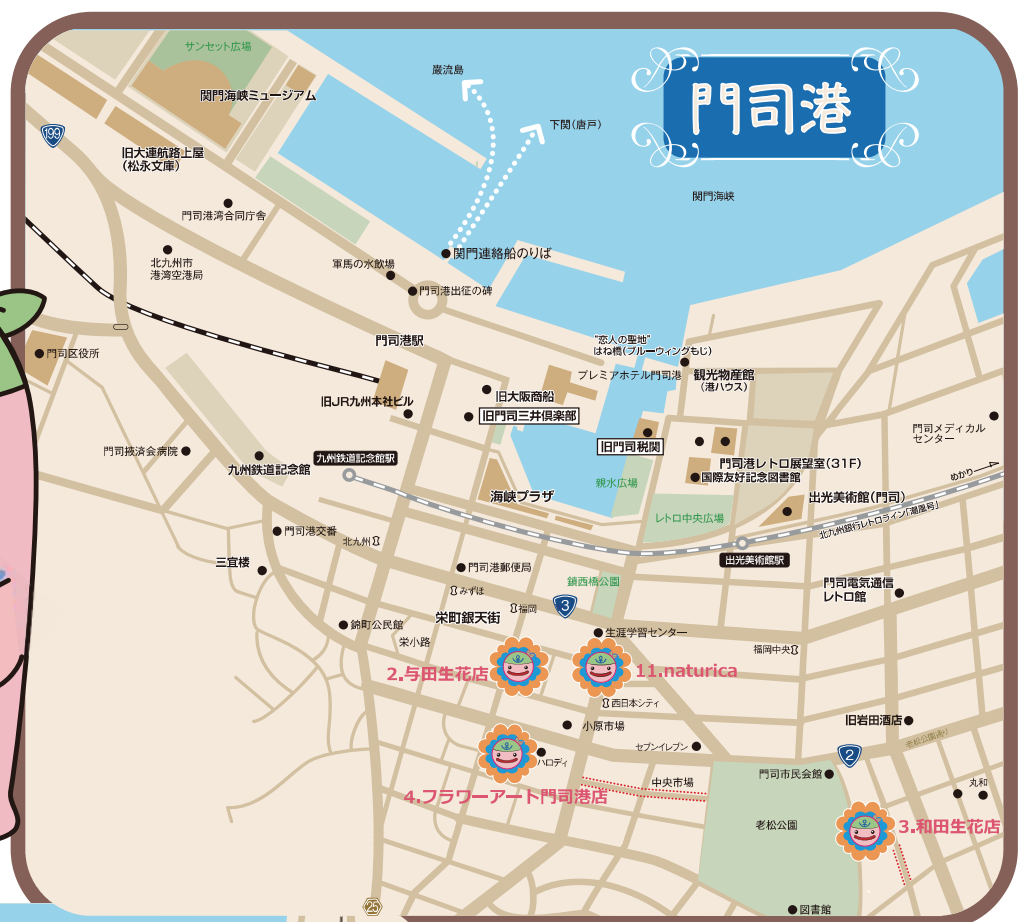 サンセット広場
門司港
巌流島
関門海峡ミュージアム
下関(唐戸)
199
旧大連航路上屋
(松永文庫)
関門海峡
門司港湾合同庁舎
関門連絡船のりば
北九州市
港湾空港局
軍馬の水飲場
門司港出征の碑
門司港駅
"恋人の聖地"
はね橋(ブルーウィングもじ)
門司区役所
プレミアホテル門司港
観光物産館
(港ハウス)
旧JR九州本社ビル
旧大阪商船
旧門司三井倶楽部
門司メディカル
センター
旧門司税関
門司掖済会病院
九州鉄道記念館
九州鉄道記念館駅
門司港レトロ展望室(31F)
国際友好記念図書館
めかり
親水広場
海峡プラザ
出光美術館(門司)
レトロ中央広場
北九州銀行レトロライン「潮風号」
門司港交番
北九州
出光美術館駅
三宜楼
門司港郵便局
鎮西橋公園
みずほ
門司電気通信
レトロ館
福岡
3
栄町銀天街
錦町公民館
生涯学習センター
栄小路
福岡中央
2.与田生花店
11.naturica
西日本シティ
小原市場
旧岩田酒店
セブンイレブン
老松公園通り
2
ハロディ
中央市場
門司市民会館
丸和
4.フラワーアート門司港店
老松公園
3.和田生花店
25
図書館